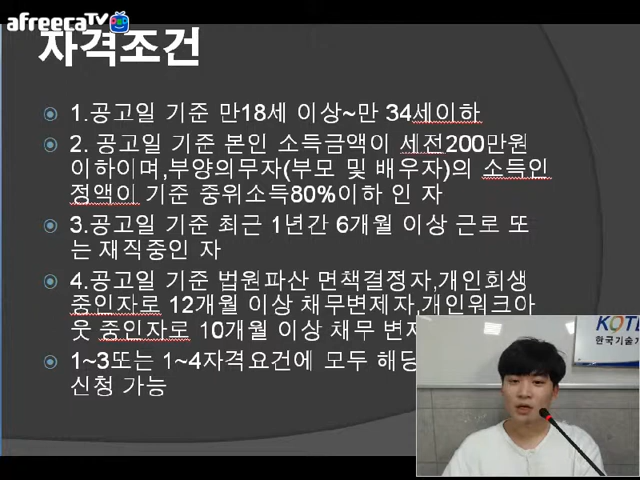 afreecaTV
자격조건
1.공고일 기준 만18세 이상~만 34세이하
2. 공고일 기준 본인 소득금액이 세전200만원
이하이며,부양의무자(부모 및 배우자)의 소득인
정액이 기준 중위소득80%이하 인 자
3.공고일 기준 최근 1년간 6개월 이상 근로 또
는 재직중인 자
4.공고일 기준 법원파산 면책결정자,개인회생
중인자로 12개월 이상 채무변제자,개인워크아
웃 중인자로 10개월 이상 채무 변제
1~3또는 1~4자격요건에 모두 해당
신청 가능
한국기술